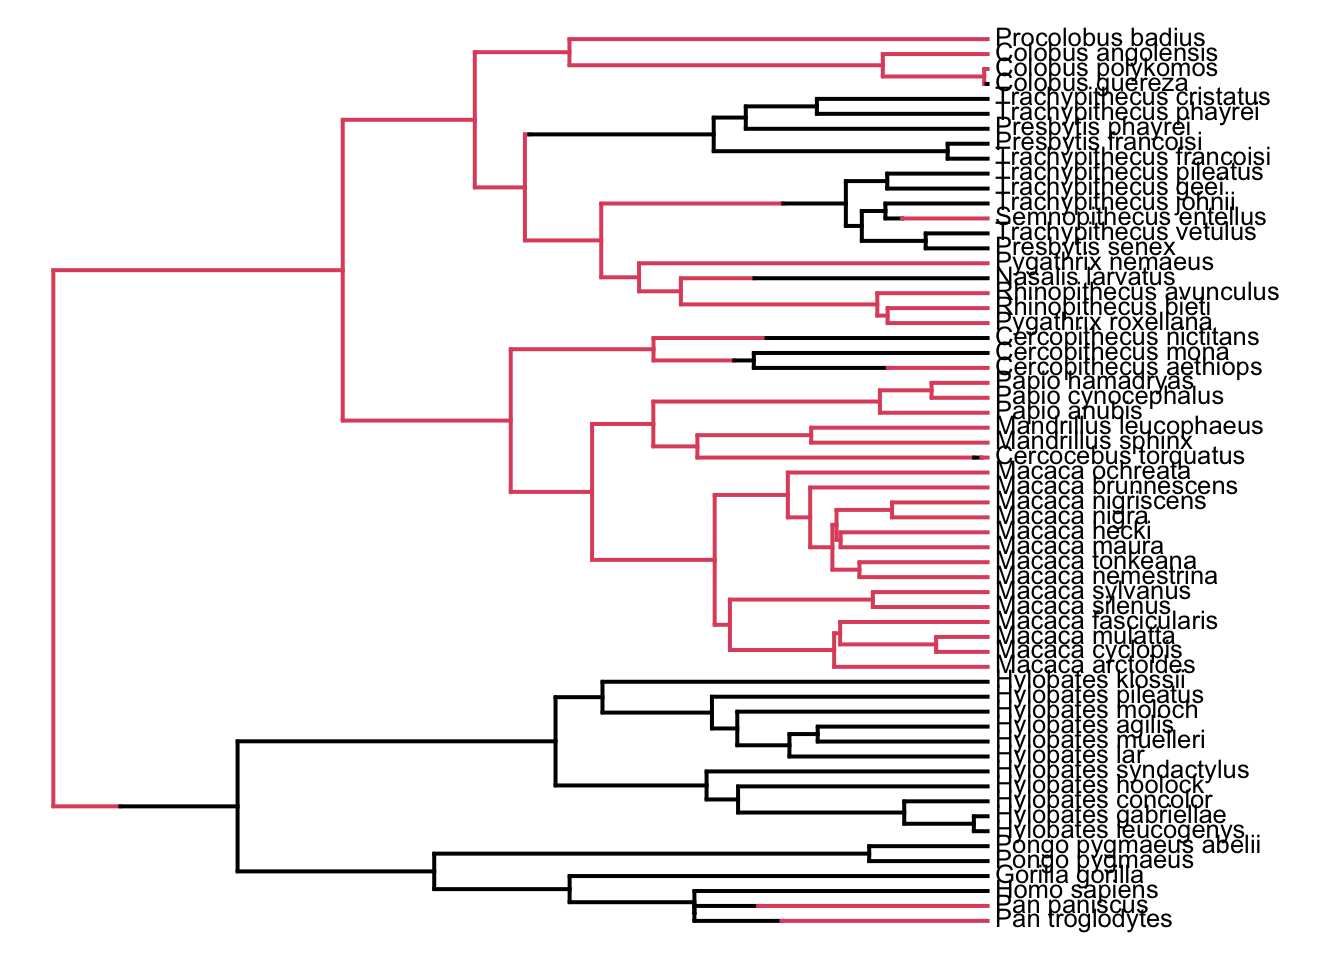 Procolobus badius
Colobus angolensis
Colobus polykomos
Colobus guereza
Trachypithecus cristatus
Trachypithecus phayrei
Presbytis phayrei
Presbytis francoisi
Trachypithecus francoisi
Trachypithecus pileatus
Trachypithecus geei
Trachypithecus johnii
Semnopithecus entellus
Trachypithecus vetulus
Presbytis senex
Pygathrix nemaeus
Nasalis larvatus
Rhinopithecus avunculus
Rhinopithecus bieti
Pygathrix roxellana
Cercopithecus nictitans
Cercopithecus mona
Cercopithecus aethiops
Papio hamadryas
Papio cynocephalus
Papio anubis
Mandrillus leucophaeus
Mandrillus sphinx
Cercocebus torquatus
Macaca ochreata
Macaca brunnescens
Macaca nigriscens
Macaca nigra
Macaca hecki
Macaca maura
Macaca tonkeana
Macaca nemestrina
Macaca sylvanus
Macaca silenus
Macaca fascicularis
Macaca mulatta
Macaca cyclopis
Macaca arctoides
Hylobates klossii
Hylobates pileatus
Hylobates moloch
Hylobates agilis
Hylobates muelleri
Hylobates lar
Hylobates syndactylus
Hylobates hoolock
Hylobates concolor
Hylobates gabriellae
Hylobates leucogenys
Pongo pygmaeus abelii
Pongo pygmaeus
Gorilla gorilla
Homo sapiens
Pan paniscus
Pan troglodytes